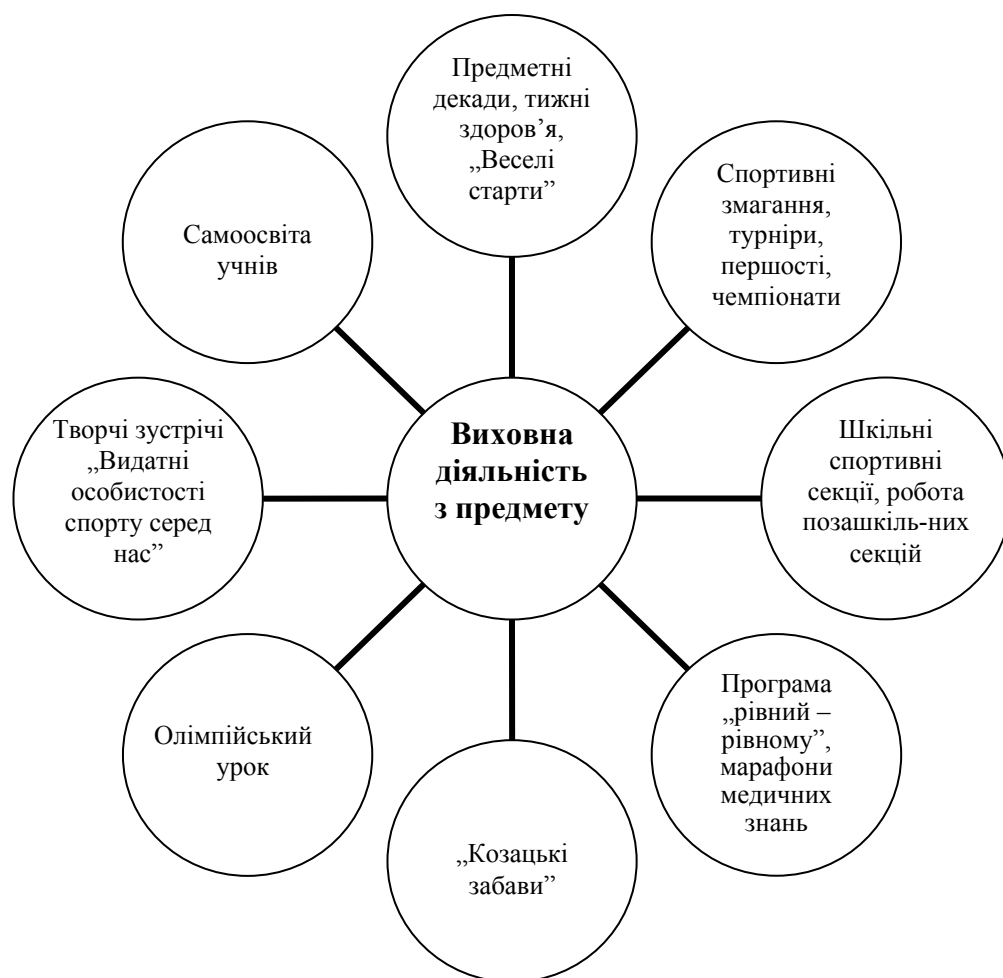 Предметні
декади, тижні
здоров’я,
„Веселі
старти”
Спортивні
змагання,
турніри,
першості,
чемпіонати
Шкільні
спортивні
секції, робота
позашкіль-них
секцій
Програма
„рівний –
рівному”,
марафони
медичних
знань
„Козацькі
забави”
Олімпійський
урок
Творчі зустрічі
„Видатні
особистості
спорту серед
нас”
Самоосвіта
учнів
Виховна
діяльність
з предмету